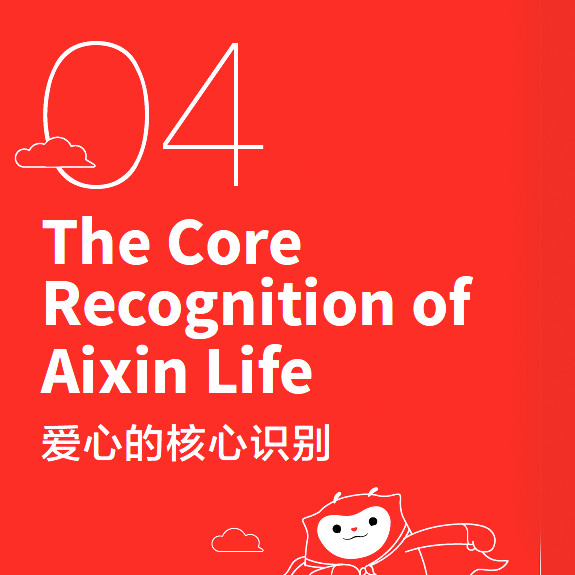 04
The Core
Recognition of
Aixin Life
爱心的核心识别